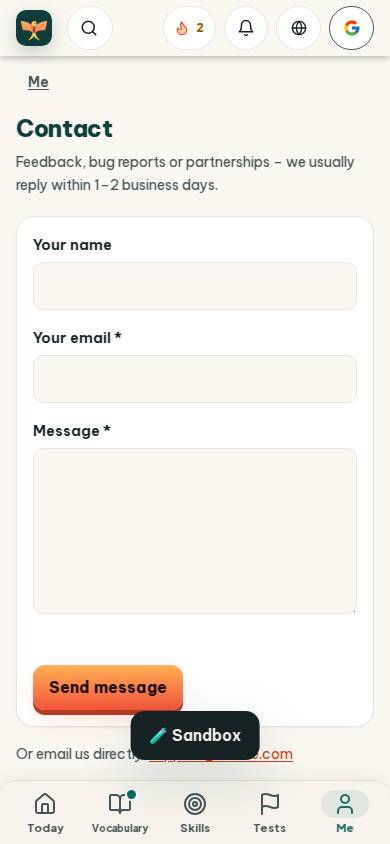 2
Me
Contact
Feedback, bug reports or partnerships – we usually
reply within 1–2 business days.
Your name
Your email *
Message *
Send message
Sandbox
Or email us directly
.com
Today
Vocabulary
Skills
Tests
Me